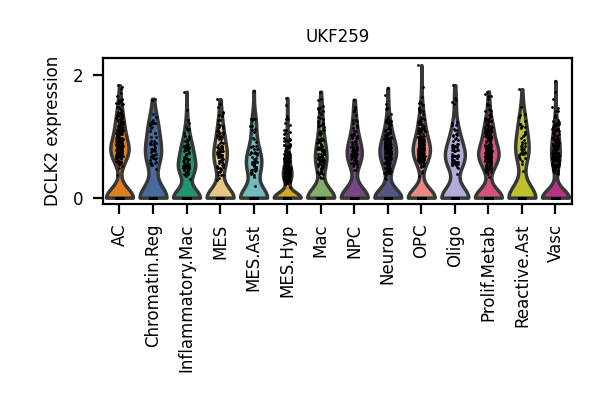 UKF259
DCLK2 expression
2
0
AC
Chromatin.Reg
Inflammatory.Mac
MES
MES.Ast
MES.Hyp
Mac
NPC
Neuron
OPC
Oligo
Prolif.Metab
Reactive.Ast
Vasc